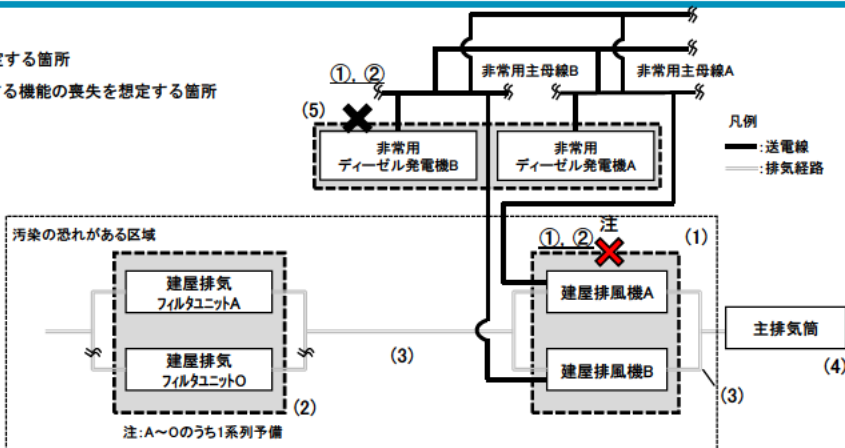 定する箇所
する機能の喪失を想定する箇所
①, ②
非常用主母線B
非常用主母線A
(5)
非常用
ディーゼル発電機B
非常用
ディーゼル発電機A
凡例
:送電線
:排気経路
汚染の恐れがある区域
注
①, ②
(1)
建屋排気
フィルタユニットA
建屋排気
フィルタユニットO
(2)
注:A~Oのうち1系列予備
(3)
建屋排風機A
建屋排風機B
(3)
主排気筒
(4)